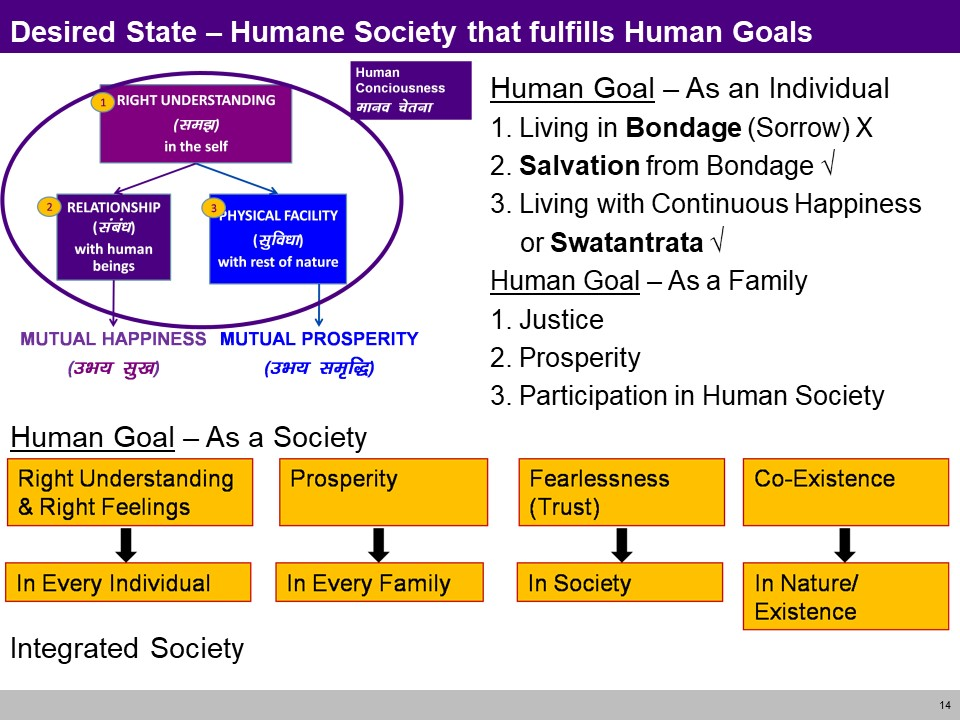 Desired State – Humane Society that fulfills Human Goals
Human
Conciousness
मानव चेतना
1
RIGHT UNDERSTANDING
(समझ)
in the self
2
RELATIONSHIP
(संबंध)
with human
beings
3
PHYSICAL FACILITY
(सुविधा)
with rest of nature
MUTUAL HAPPINESS
(उभय सुख)
MUTUAL PROSPERITY
(उभय समृद्धि)
Human Goal – As an Individual
1. Living in Bondage (Sorrow) X
2. Salvation from Bondage √
3. Living with Continuous Happiness
or Swatantrata √
Human Goal – As a Family
1. Justice
2. Prosperity
3. Participation in Human Society
Human Goal – As a Society
Right Understanding
& Right Feelings
In Every Individual
Prosperity
In Every Family
Fearlessness
(Trust)
In Society
Co-Existence
In Nature/
Existence
Integrated Society
14